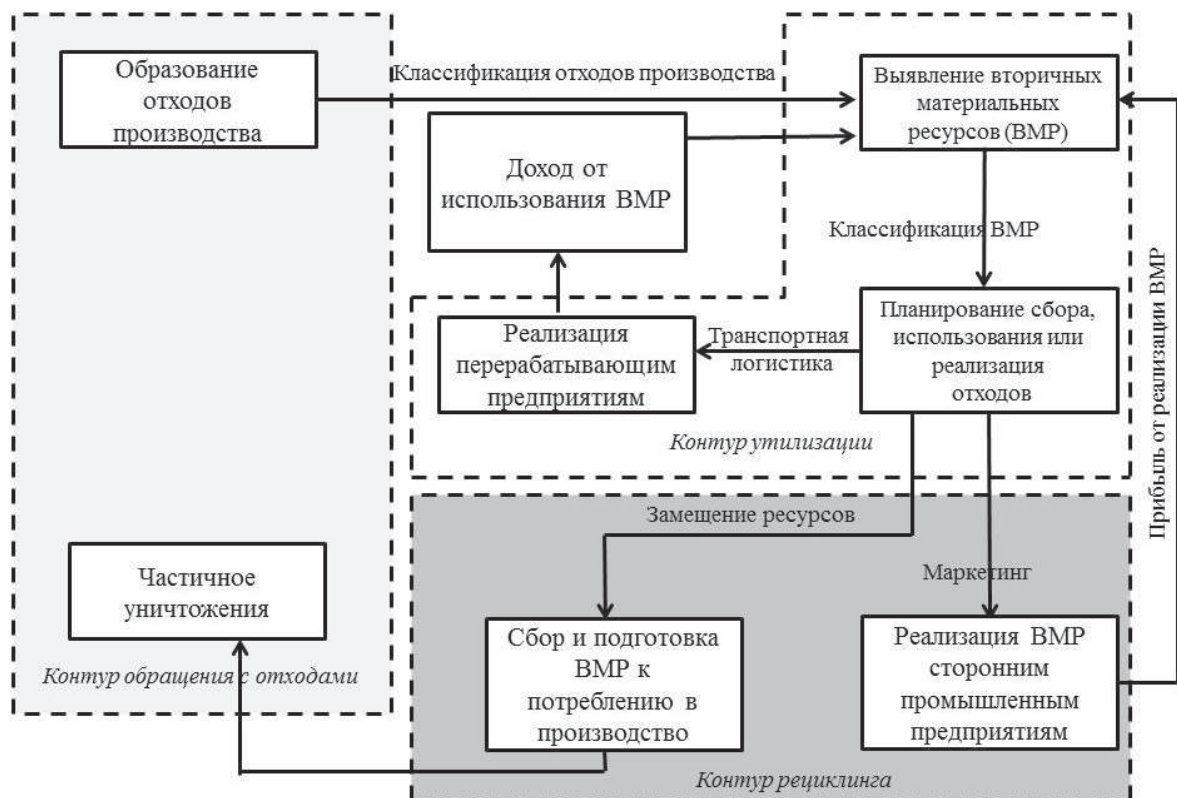 Образование
отходов
производства
Классификация отходов производства
Выявление вторичных
материальных
ресурсов (ВМР)
Доход от
использования ВМР
Классификация ВМР
Прибыль от реализации ВМР
Реализация
перерабатывающим
предприятиям
Транспортная
логистика
Планирование сбора,
использования или
реализация
отходов
Контур утилизации
Замещение ресурсов
Маркетинг
Частичное
уничтожения
Контур обращения с отходами
Сбор и подготовка
ВМР к
потреблению в
производство
Реализация ВМР
сторонним
промышленным
предприятиям
Контур рециклинга